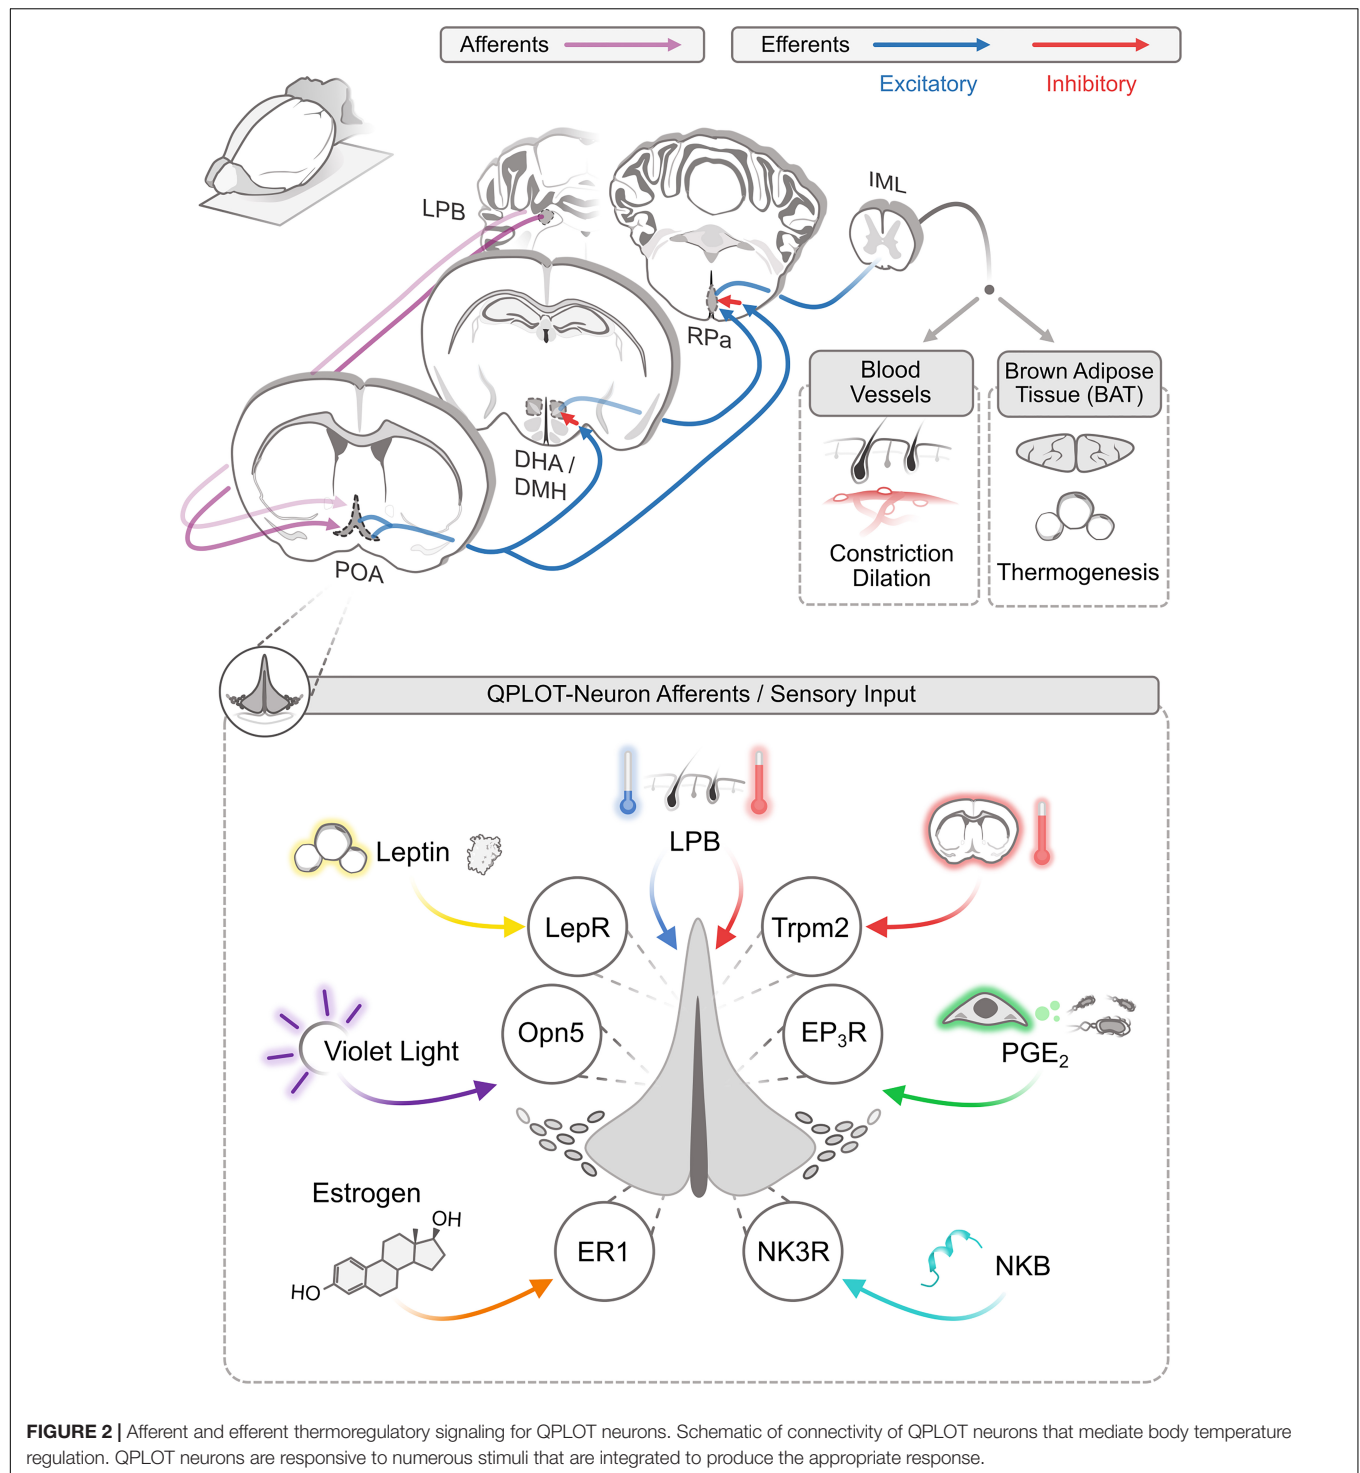 Afferents
Efferents
Excitatory
Inhibitory
LPB
IML
RPa
DHA /
DMH
POA
Blood
Vessels
Constriction
Dilation
Brown Adipose
Tissue (BAT)
Thermogenesis
QPLOT-Neuron Afferents / Sensory Input
LPB
Leptin
LepR
Trpm2
Violet Light
Opn5
EP₃R
PGE₂
Estrogen
OH
HO
ER1
NK3R
NKB
FIGURE 2 | Afferent and efferent thermoregulatory signaling for QPLOT neurons. Schematic of connectivity of QPLOT neurons that mediate body temperature
regulation. QPLOT neurons are responsive to numerous stimuli that are integrated to produce the appropriate response.